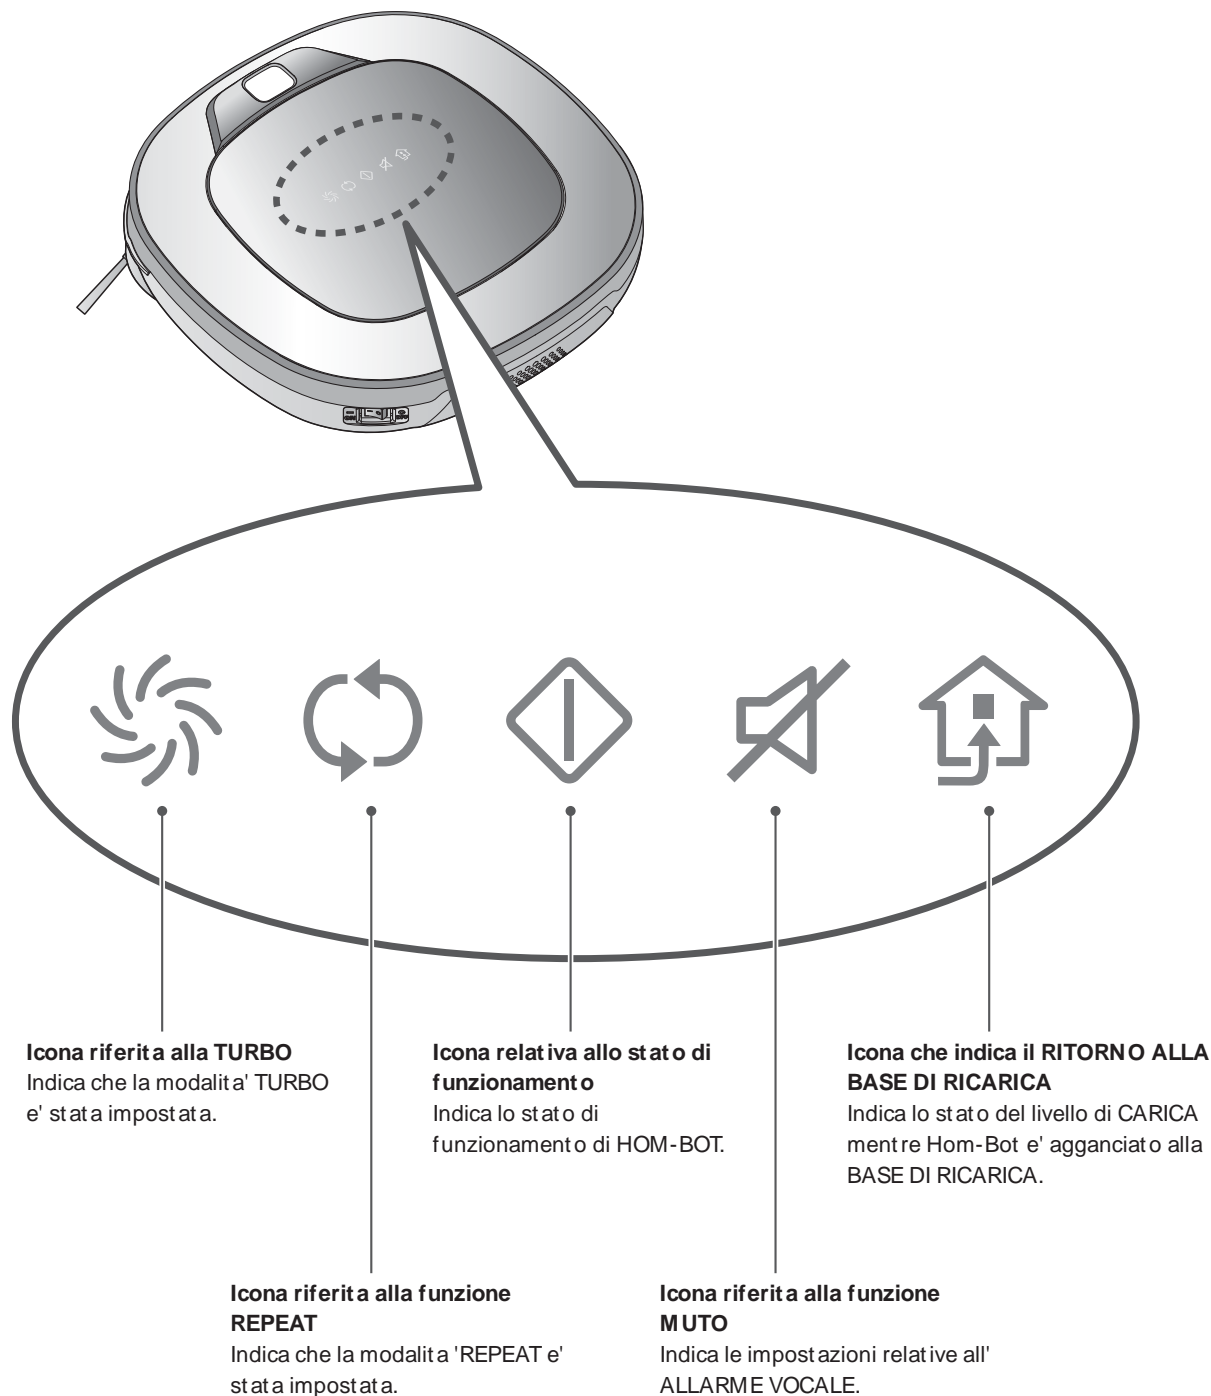 Icona riferita alla TURBO
Indica che la modalita' TURBO
e' stata impostata.
Icona relativa allo stato di
funzionamento
Indica lo stato di
funzionamento di HOM-BOT.
Icona che indica il RITORNO ALLA
BASE DI RICARICA
Indica lo stato del livello di CARICA
mentre Hom-Bot e' agganciato alla
BASE DI RICARICA.
Icona riferita alla funzione
REPEAT
Indica che la modalita 'REPEAT e'
stata impostata.
Icona riferita alla funzione
MUTO
Indica le impostazioni relative all'
ALLARME VOCALE.